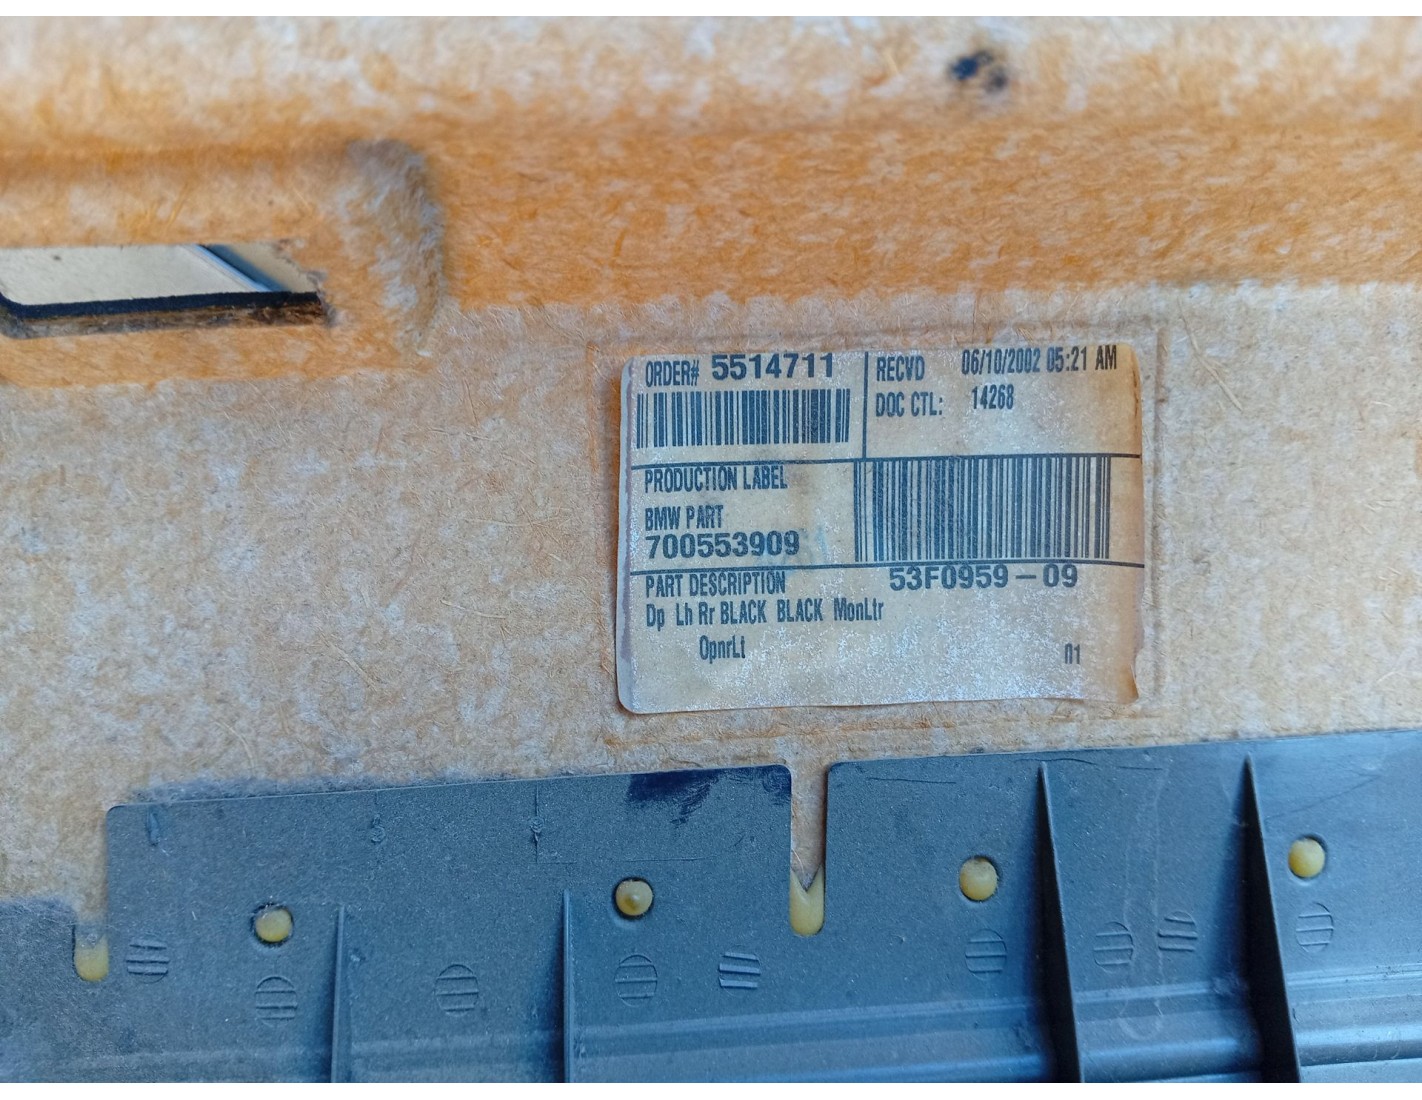 ORDER# 5514711
RECVD 06/10/2002 05:21 AM
DOC CTL: 14268
PRODUCTION LABEL
BMW PART
700553909
53F0959-09
PART DESCRIPTION
Dp Lh Rr BLACK BLACK MonLtr
OpnrLt
01